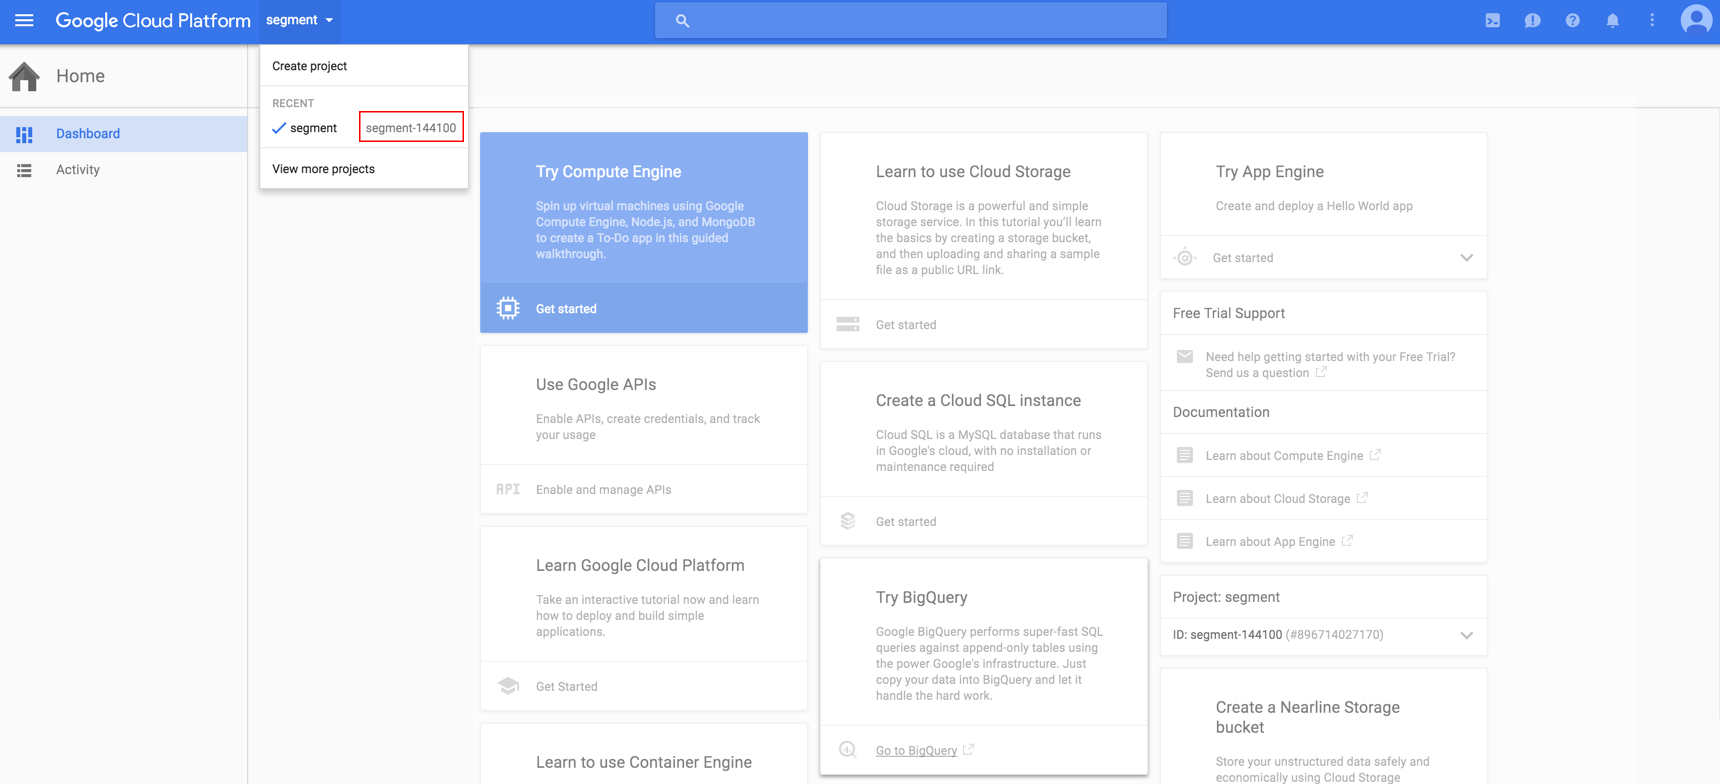 Google Cloud Platform
segment
Home
Dashboard
Activity
Create project
RECENT
segment segment-144100
View more projects
Try Compute Engine
Spin up virtual machines using Google
Compute Engine, Node.js, and MongoDB
to create a To-Do app in this guided
walkthrough.
Get started
Use Google APIs
Enable APIs, create credentials, and track
your usage
API Enable and manage APIs
Learn Google Cloud Platform
Take an interactive tutorial now and learn
how to deploy and build simple
applications.
Get Started
Learn to use Container Engine
Learn to use Cloud Storage
Cloud Storage is a powerful and simple
storage service. In this tutorial you'll learn
the basics by creating a storage bucket,
and then uploading and sharing a sample
file as a public URL link.
Get started
Create a Cloud SQL instance
Cloud SQL is a MySQL database that runs
in Google's cloud, with no installation or
maintenance required
Get started
Try BigQuery
Google BigQuery performs super-fast SQL
queries against append-only tables using
the power Google's infrastructure. Just
copy your data into BigQuery and let it
handle the hard work.
Go to BigQuery
Try App Engine
Create and deploy a Hello World app
Get started
Free Trial Support
Need help getting started with your Free Trial?
Send us a question
Documentation
Learn about Compute Engine
Learn about Cloud Storage
Learn about App Engine
Project: segment
ID: segment-144100 (#896714027170)
Create a Nearline Storage
bucket
Store your unstructured data safely and
economically using Cloud Storage